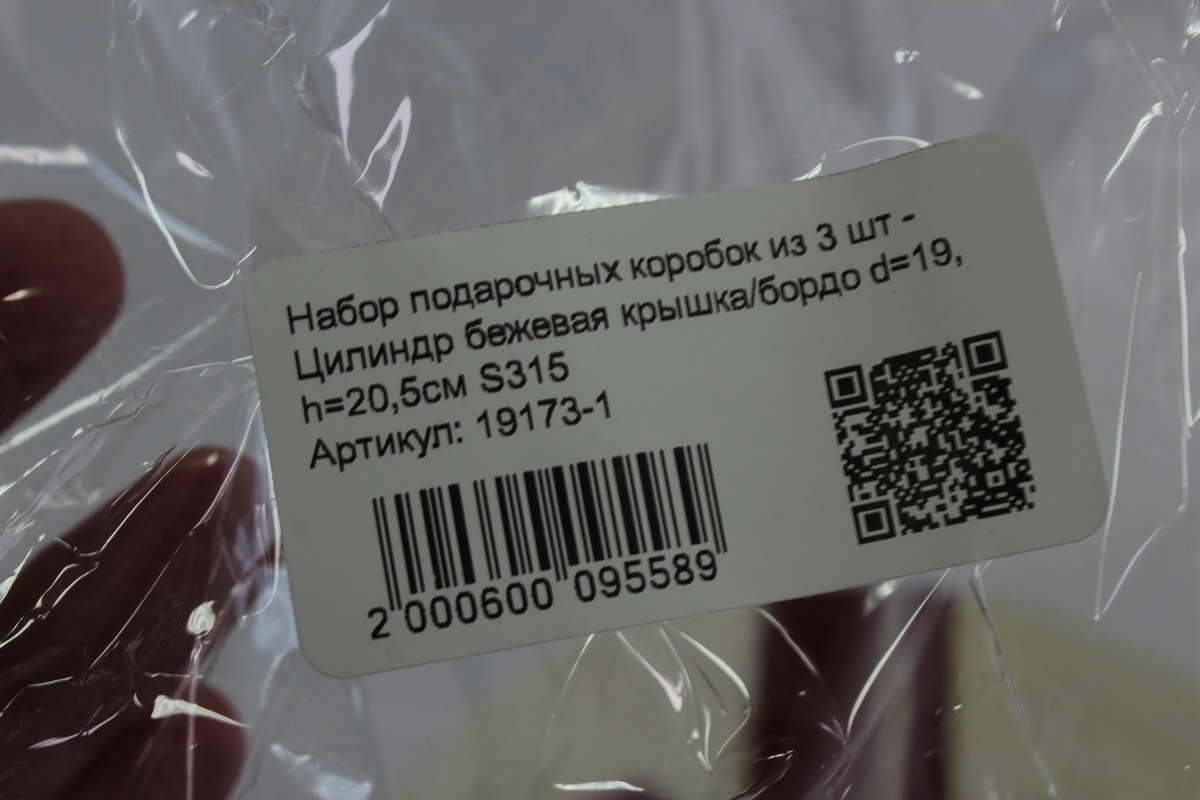 Набор подарочных коробок из 3 шт -
Цилиндр бежевая крышка/бордо d=19,
h=20,5см S315
Артикул: 19173-1
2 000600 095589